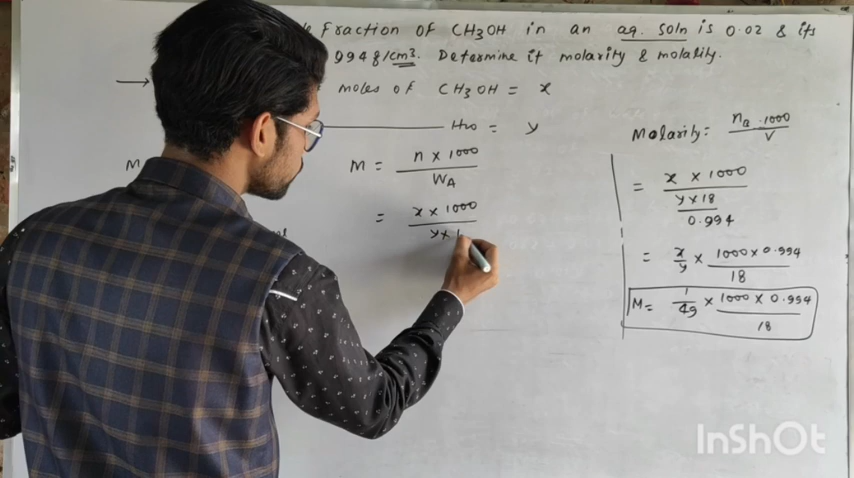 Fraction of CH3OH in an aq. soln is 0.02 & its
994 g/cm3. Determine it molarity & molality.
→ moles of CH3OH = x
H2O = y
M
M = n × 1000 / WA
= x × 1000 / y ×
Molarity = nB . 1000 / V
= x × 1000 / y × 18 / 0.994
= x/y × 1000 × 0.994 / 18
M = 1/49 × 1000 × 0.994 / 18
InShOt